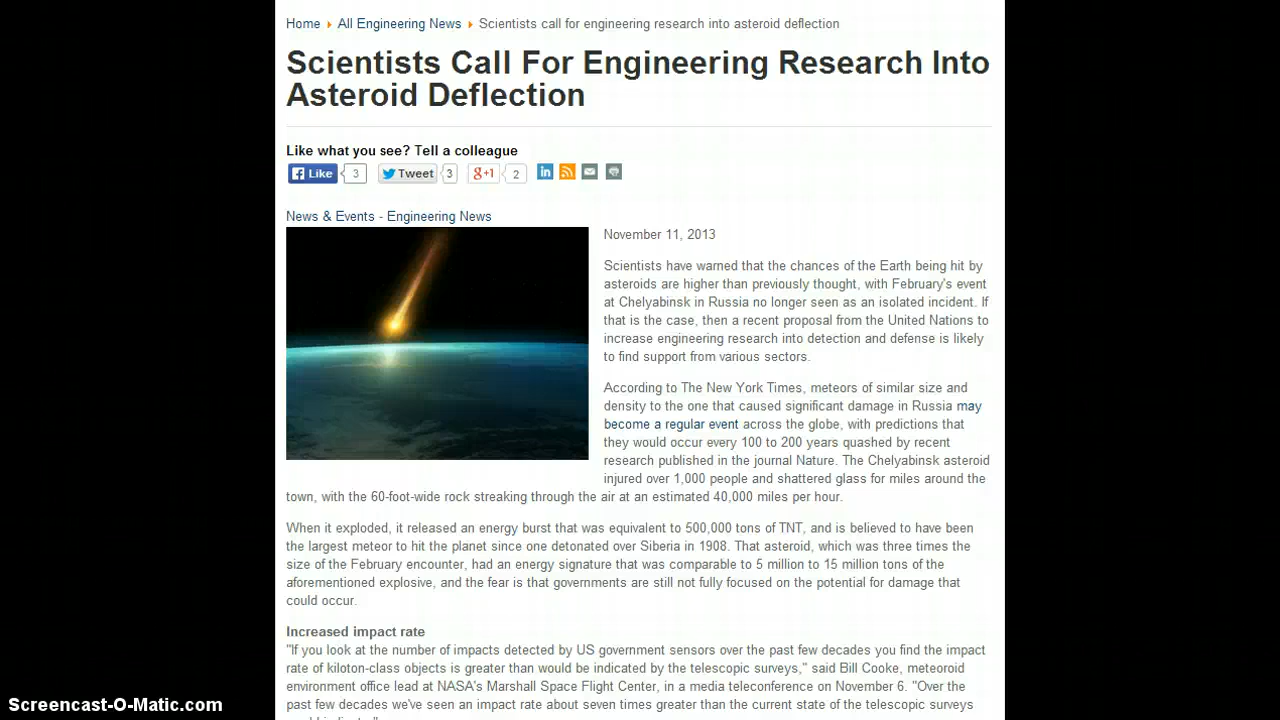 Home All Engineering News Scientists call for engineering research into asteroid deflection
Scientists Call For Engineering Research Into
Asteroid Deflection
Like what you see? Tell a colleague
Like 3 Tweet 3 g+1 2 in
News & Events - Engineering News
November 11, 2013
Scientists have warned that the chances of the Earth being hit by
asteroids are higher than previously thought, with February's event
at Chelyabinsk in Russia no longer seen as an isolated incident. If
that is the case, then a recent proposal from the United Nations to
increase engineering research into detection and defense is likely
to find support from various sectors.
According to The New York Times, meteors of similar size and
density to the one that caused significant damage in Russia may
become a regular event across the globe, with predictions that
they would occur every 100 to 200 years quashed by recent
research published in the journal Nature. The Chelyabinsk asteroid
injured over 1,000 people and shattered glass for miles around the
town, with the 60-foot-wide rock streaking through the air at an estimated 40,000 miles per hour.
When it exploded, it released an energy burst that was equivalent to 500,000 tons of TNT, and is believed to have been
the largest meteor to hit the planet since one detonated over Siberia in 1908. That asteroid, which was three times the
size of the February encounter, had an energy signature that was comparable to 5 million to 15 million tons of the
aforementioned explosive, and the fear is that governments are still not fully focused on the potential for damage that
could occur.
Increased impact rate
"If you look at the number of impacts detected by US government sensors over the past few decades you find the impact
rate of kiloton-class objects is greater than would be indicated by the telescopic surveys," said Bill Cooke, meteoroid
environment office lead at NASA's Marshall Space Flight Center, in a media teleconference on November 6. "Over the
past few decades we've seen an impact rate about seven times greater than the current state of the telescopic surveys
Screencast-O-Matic.com